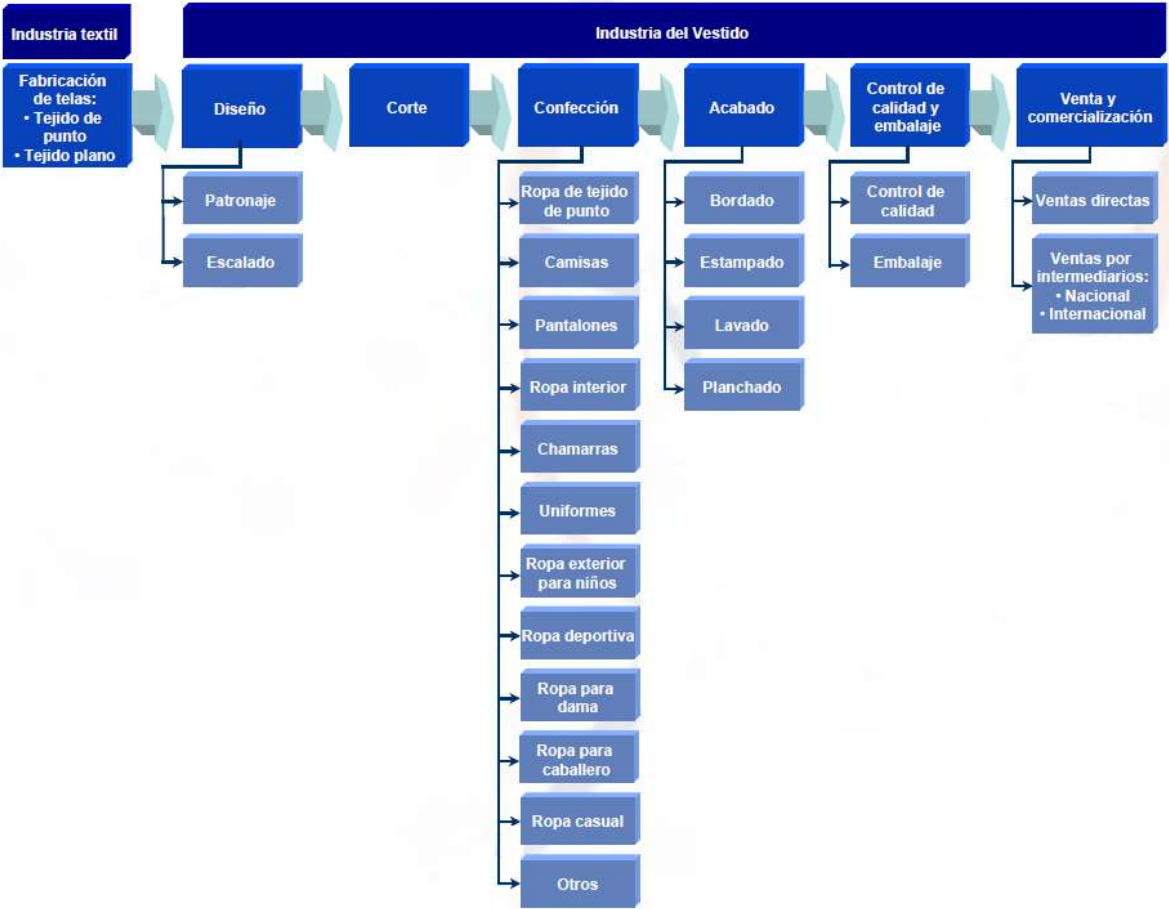 Industria textil
Industria del Vestido
Fabricación
de telas:
• Tejido de
punto
• Tejido plano
Diseño
Corte
Confección
Acabado
Control de
calidad y
embalaje
Venta y
comercialización
Patronaje
Escalado
Ropa de tejido
de punto
Camisas
Pantalones
Ropa interior
Chamarras
Uniformes
Ropa exterior
para niños
Ropa deportiva
Ropa para
dama
Ropa para
caballero
Ropa casual
Otros
Bordado
Estampado
Lavado
Planchado
Control de
calidad
Embalaje
Ventas directas
Ventas por
intermediarios:
• Nacional
• Internacional